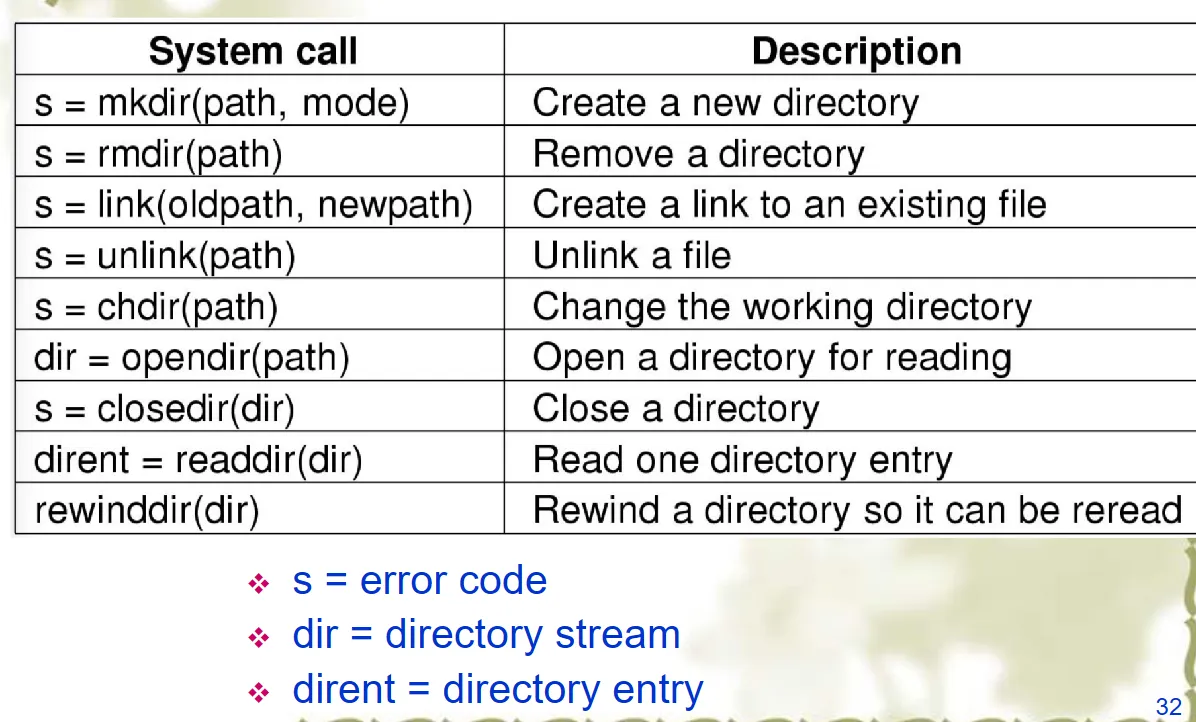 System call Description
s = mkdir(path, mode) Create a new directory
s = rmdir(path) Remove a directory
s = link(oldpath, newpath) Create a link to an existing file
s = unlink(path) Unlink a file
s = chdir(path) Change the working directory
dir = opendir(path) Open a directory for reading
s = closedir(dir) Close a directory
dirent = readdir(dir) Read one directory entry
rewinddir(dir) Rewind a directory so it can be reread
❖ s = error code
❖ dir = directory stream
❖ dirent = directory entry
32